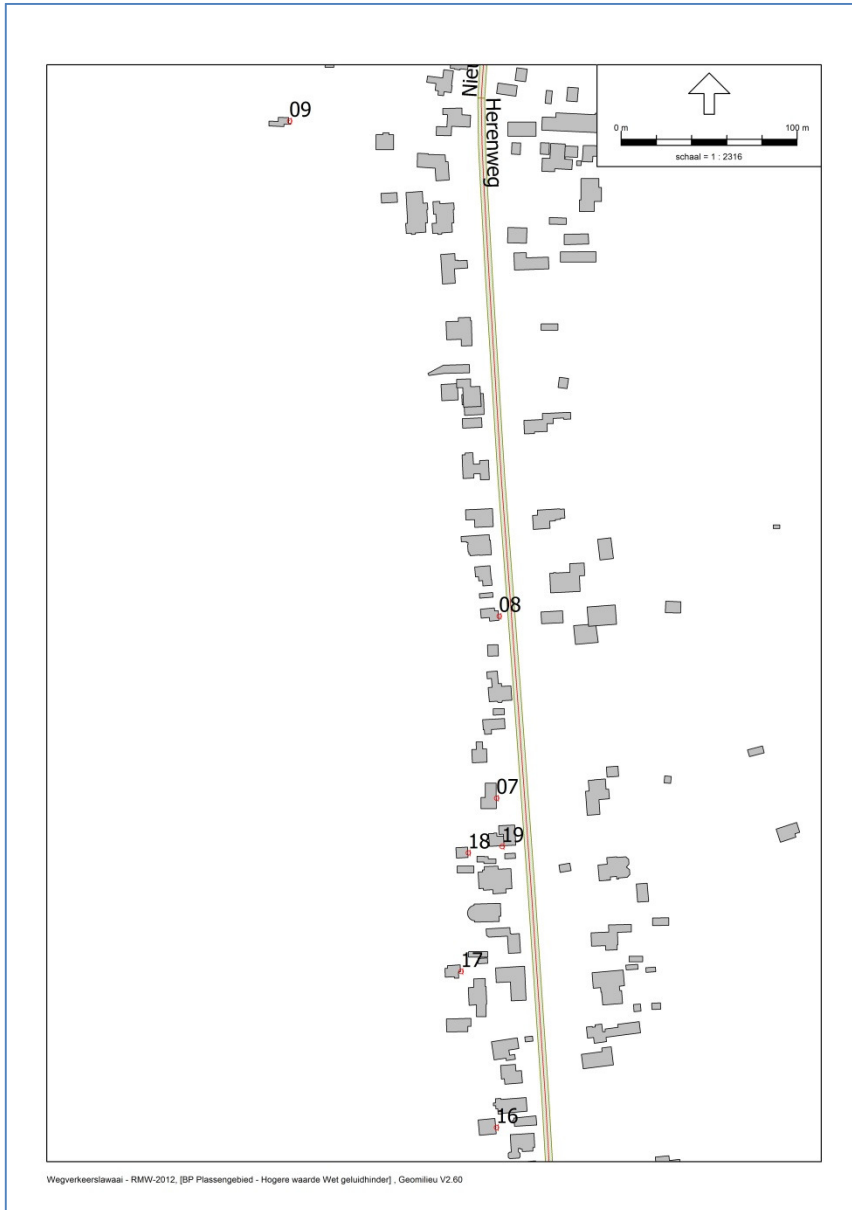 Nieu
Herenweg
09
0 m
100 m
schaal = 1 : 2316
08
07
18
19
17
16
Wegverkeerslawaai - RMW-2012, [BP Plassengebied - Hogere waarde Wet geluidhinder] , Geomilieu V2.60